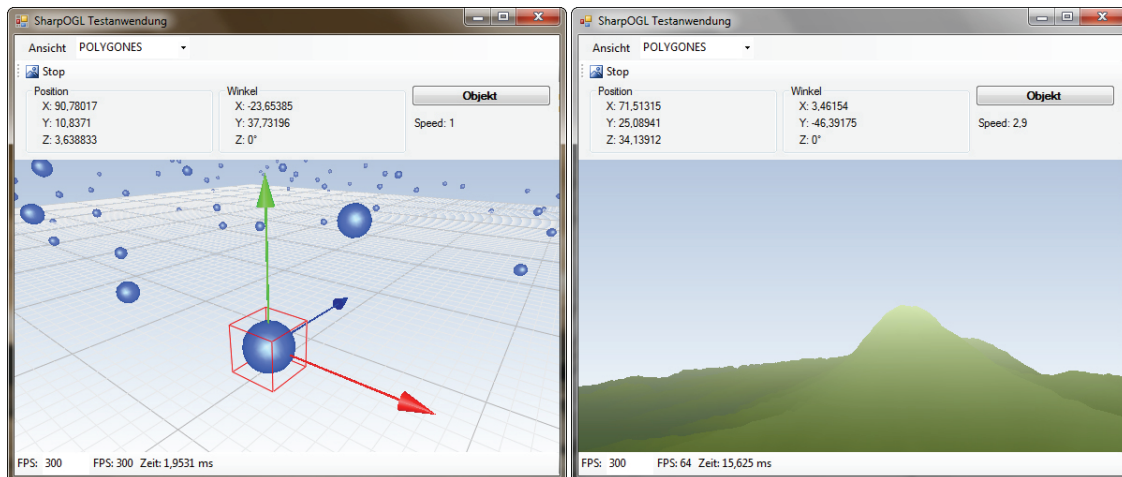 SharpOGL Testanwendung
Ansicht POLYGONES
Stop
Position
X: 90,78017
Y: 10,8371
Z: 3,638833
Winkel
X: -23,65385
Y: 37,73196
Z: 0°
Objekt
Speed: 1
FPS: 300 FPS: 300 Zeit: 1,9531 ms
SharpOGL Testanwendung
Ansicht POLYGONES
Stop
Position
X: 71,51315
Y: 25,08941
Z: 34,13912
Winkel
X: 3,46154
Y: -46,39175
Z: 0°
Objekt
Speed: 2,9
FPS: 300 FPS: 64 Zeit: 15,625 ms